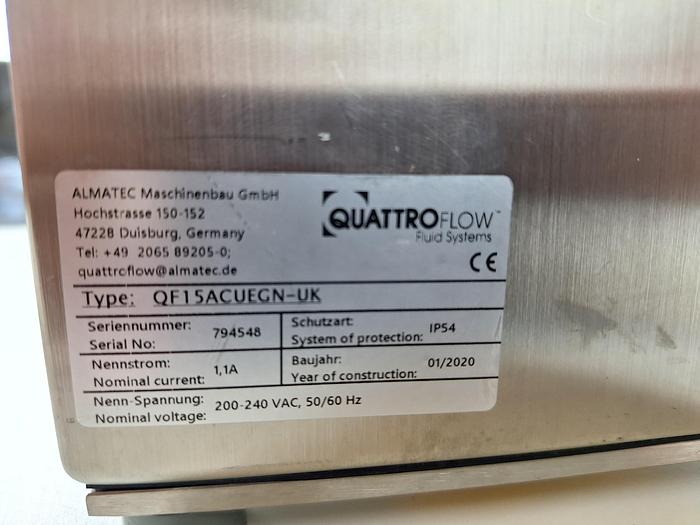 ALMATEC Maschinenbau GmbH
Hochstrasse 150-152
47228 Duisburg, Germany
Tel: +49 2065 89205-0;
quattroflow@almatec.de
QUATTROFLOW™
Fluid Systems
CE
Type: QF15ACUEGN-UK
Seriennummer:
Serial No:
794548
Schutzart:
System of protection:
IP54
Nennstrom:
Nominal current:
1,1A
Baujahr:
Year of construction:
01/2020
Nenn-Spannung:
Nominal voltage:
200-240 VAC, 50/60 Hz